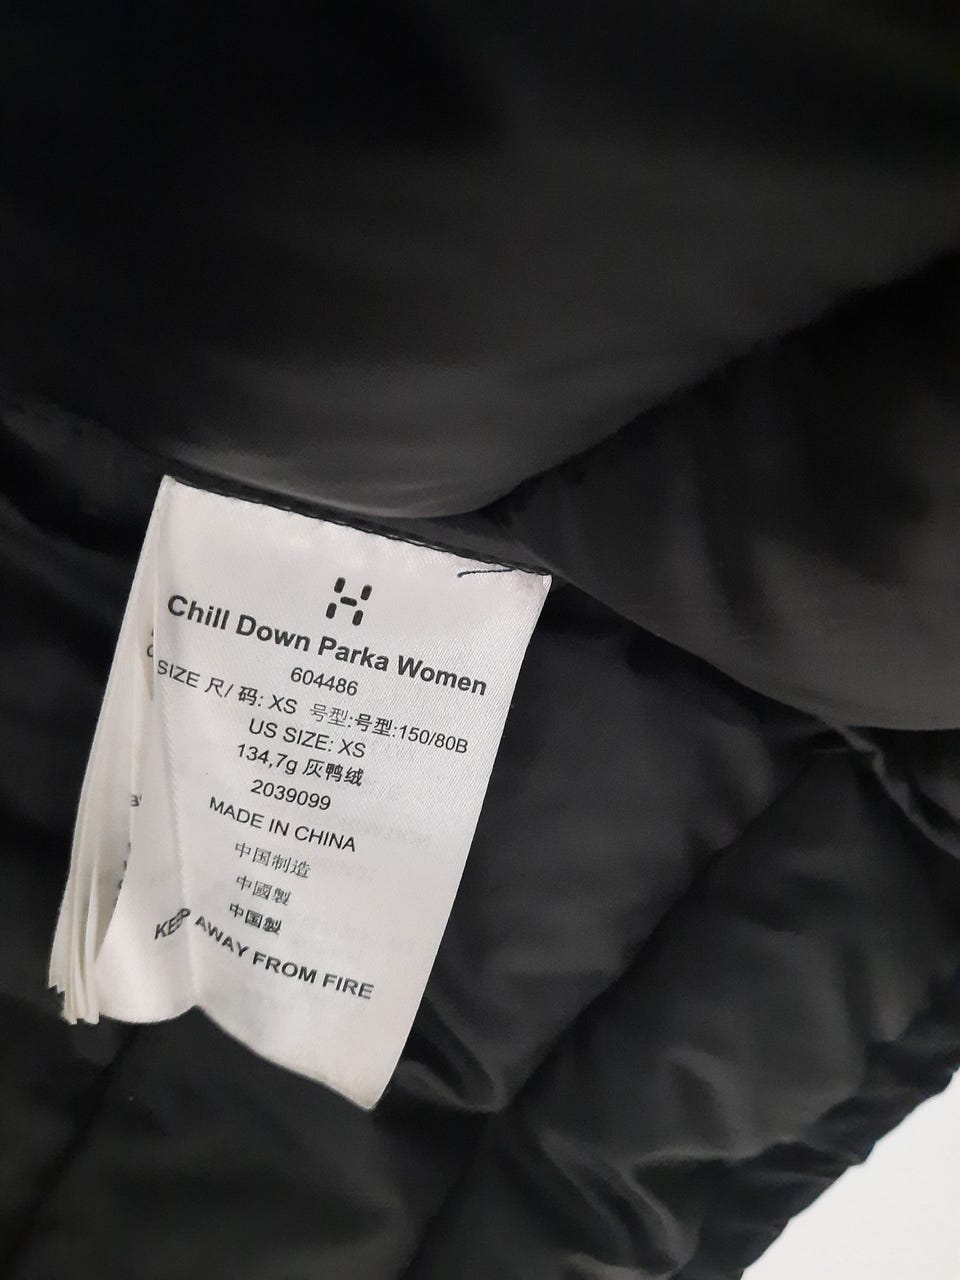 Chill Down Parka Women
604486
SIZE 尺/ 码: XS 号型:号型:150/80B
US SIZE: XS
134,7g 灰鸭绒
2039099
MADE IN CHINA
中国制造
中國製
中国製
KEEP AWAY FROM FIRE